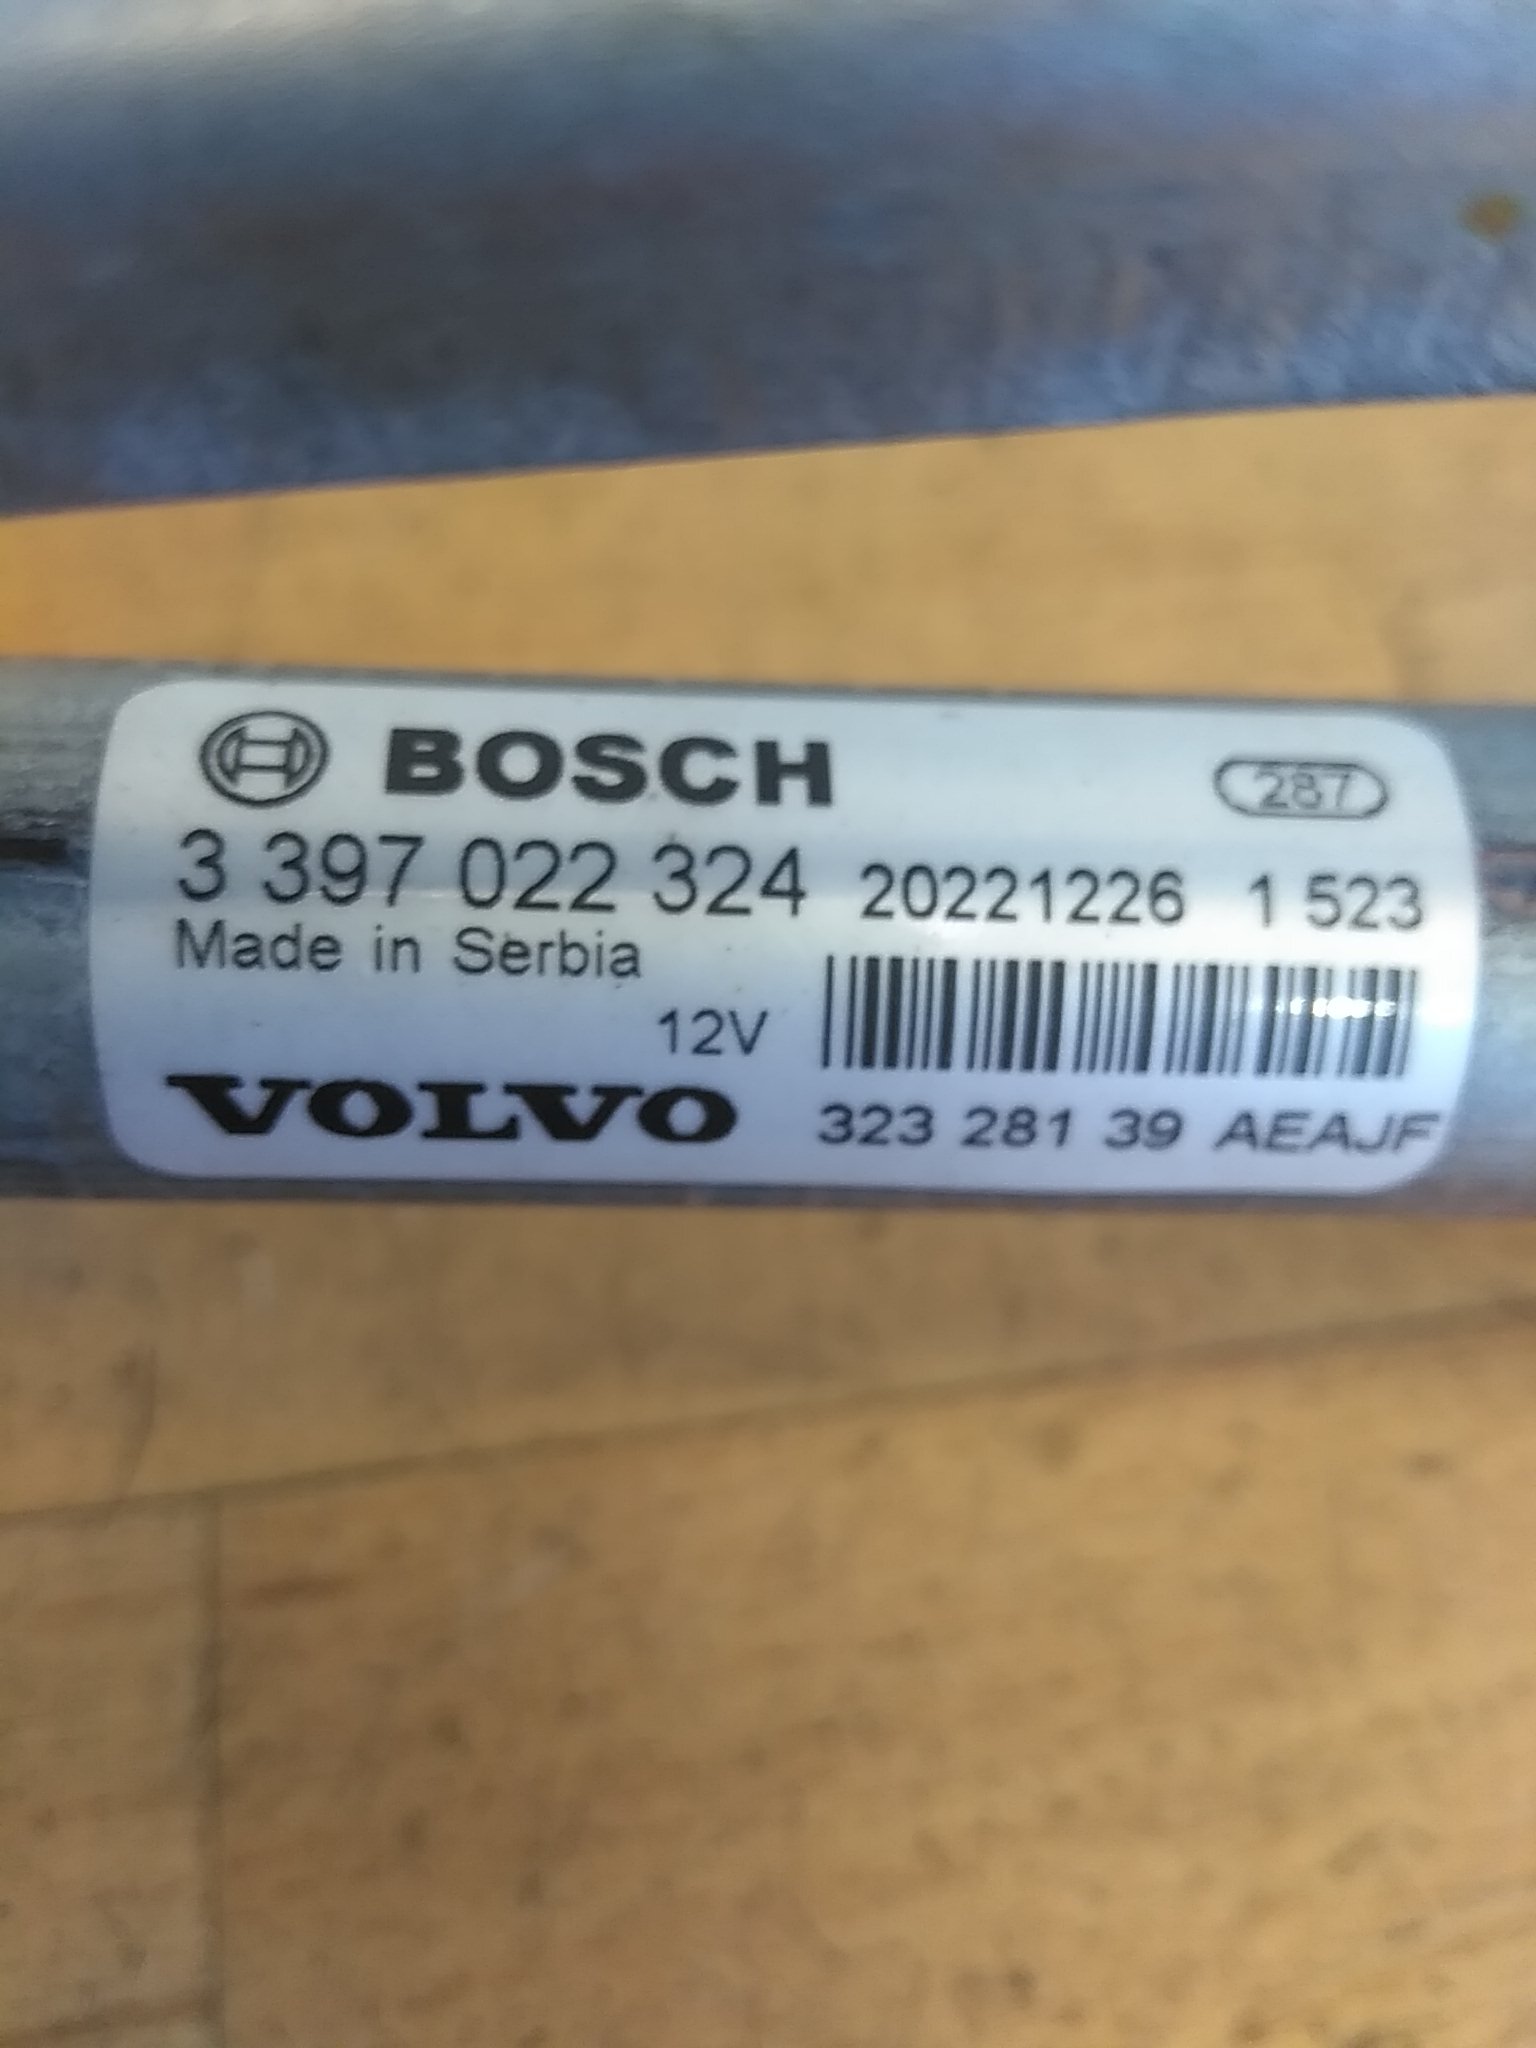 BOSCH 287
3 397 022 324 20221226 1 523
Made in Serbia
12V
VOLVO 323 281 39 AEAJF